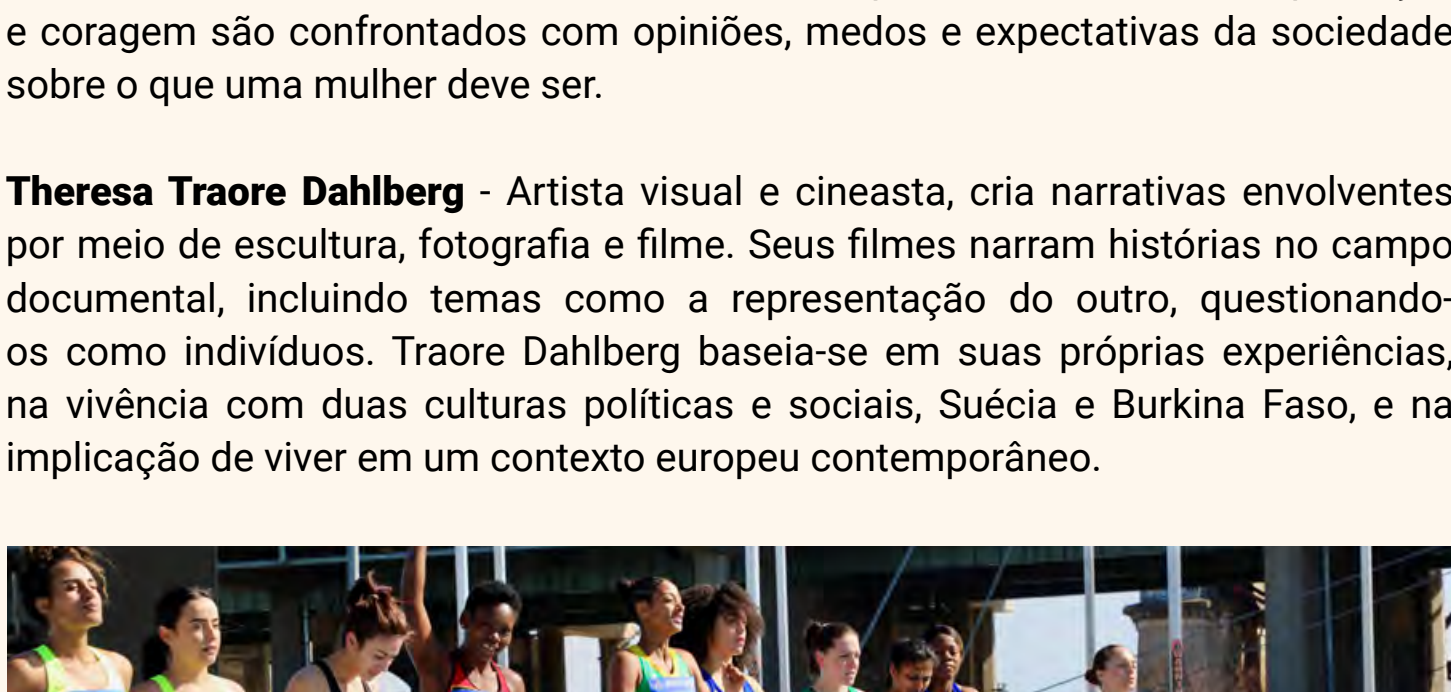 e coragem são confrontados com opiniões, medos e expectativas da sociedade
sobre o que uma mulher deve ser.
Theresa Traore Dahlberg - Artista visual e cineasta, cria narrativas envolventes
por meio de escultura, fotografia e filme. Seus filmes narram histórias no campo
documental, incluindo temas como a representação do outro, questionando-
os como indivíduos. Traore Dahlberg baseia-se em suas próprias experiências,
na vivência com duas culturas políticas e sociais, Suécia e Burkina Faso, e na
implicação de viver em um contexto europeu contemporâneo.